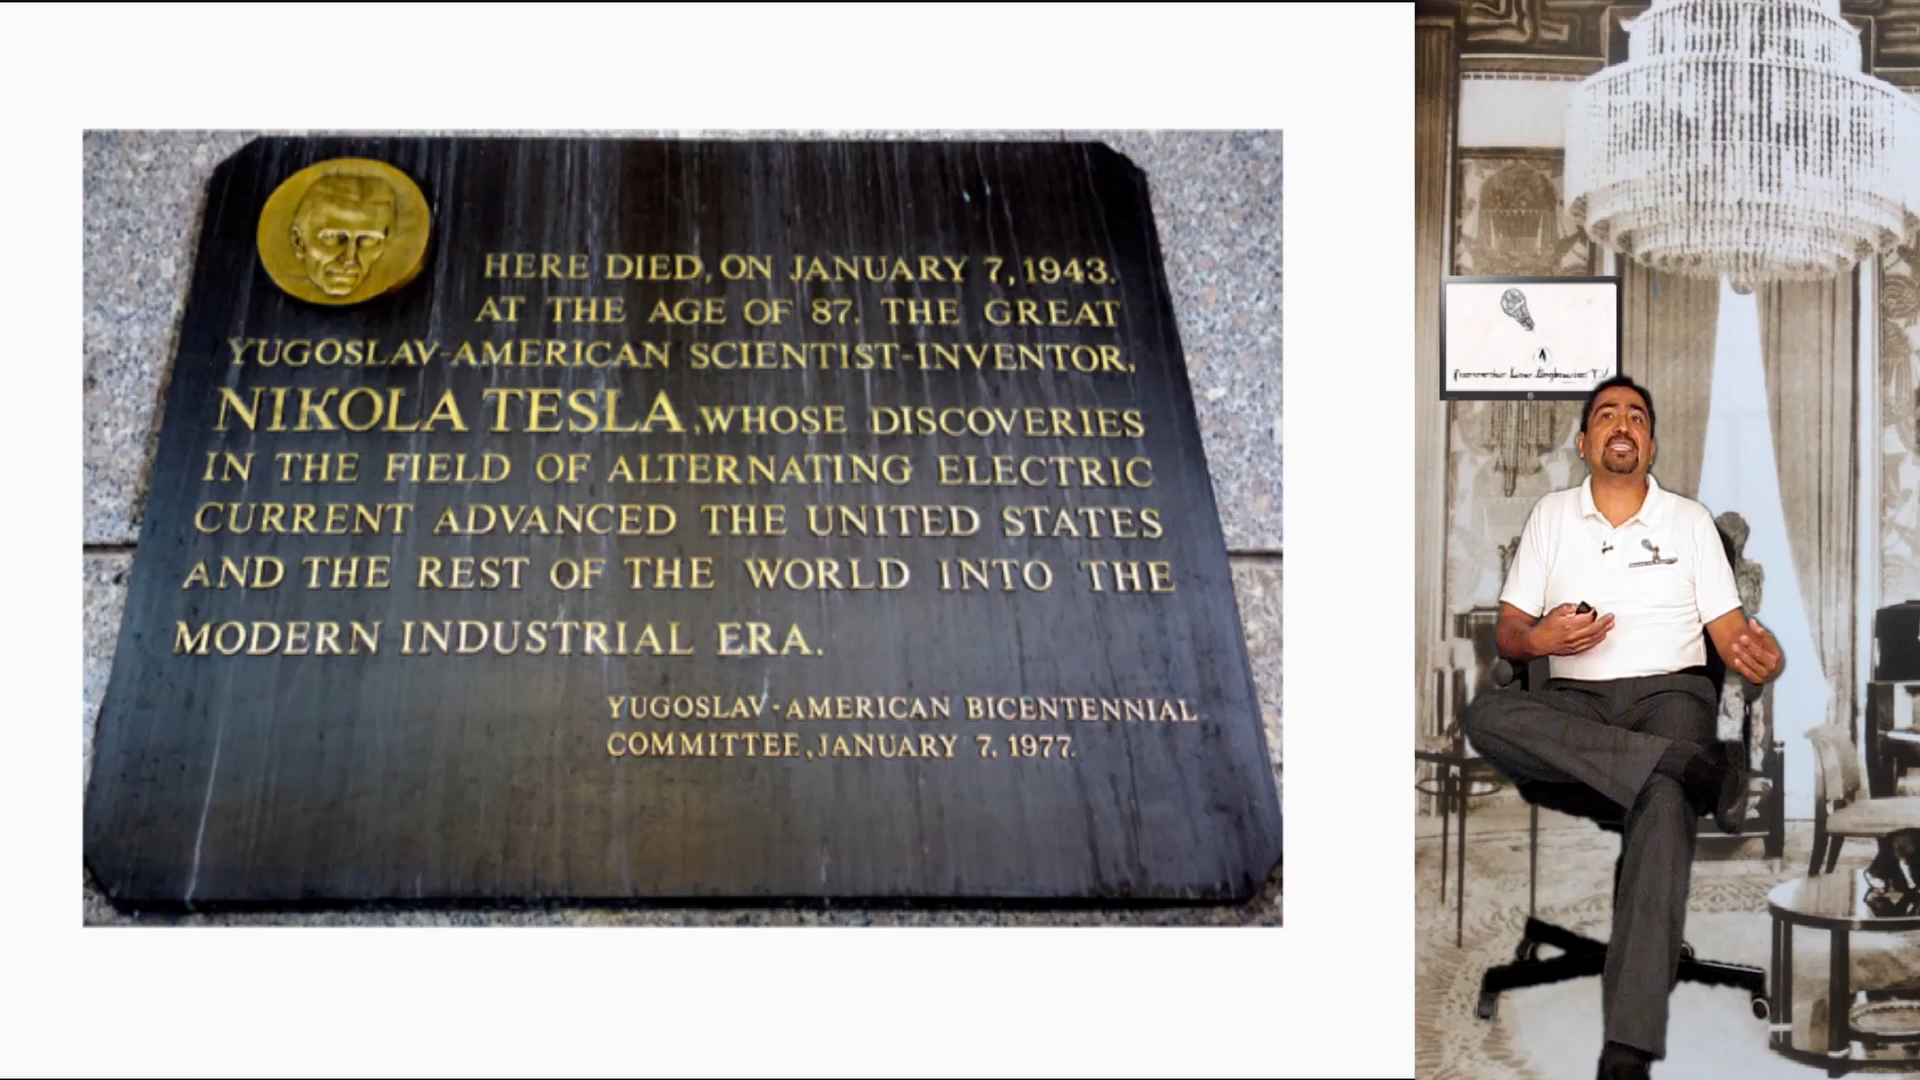 HERE DIED, ON JANUARY 7, 1943.
AT THE AGE OF 87. THE GREAT
YUGOSLAV-AMERICAN SCIENTIST-INVENTOR,
NIKOLA TESLA, WHOSE DISCOVERIES
IN THE FIELD OF ALTERNATING ELECTRIC
CURRENT ADVANCED THE UNITED STATES
AND THE REST OF THE WORLD INTO THE
MODERN INDUSTRIAL ERA.
YUGOSLAV-AMERICAN BICENTENNIAL
COMMITTEE, JANUARY 7. 1977.